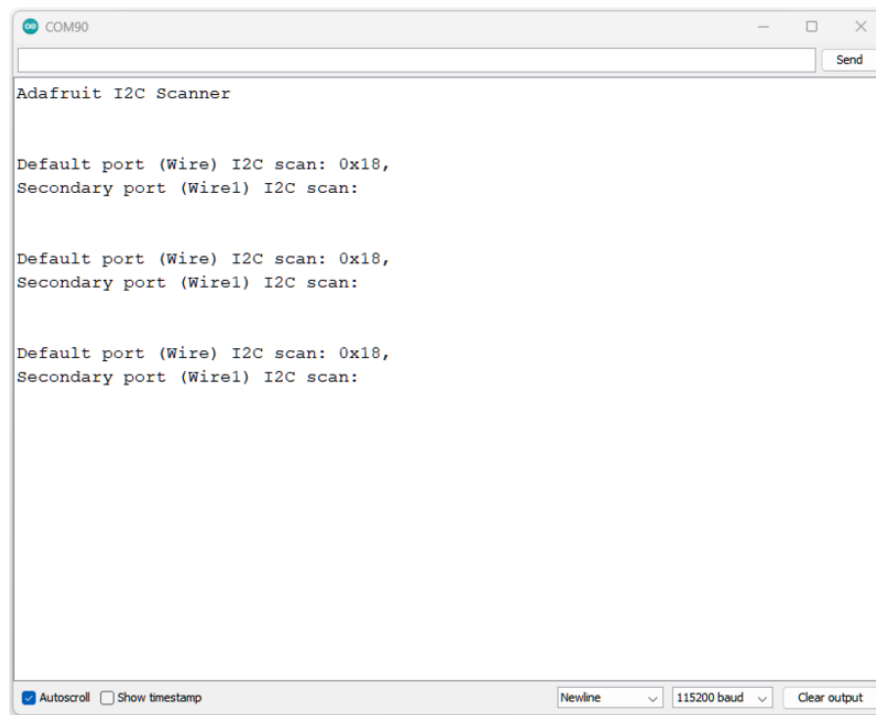 COM90
Send
Adafruit I2C Scanner
Default port (Wire) I2C scan: 0x18,
Secondary port (Wire1) I2C scan:
Default port (Wire) I2C scan: 0x18,
Secondary port (Wire1) I2C scan:
Default port (Wire) I2C scan: 0x18,
Secondary port (Wire1) I2C scan:
Autoscroll Show timestamp Newline 115200 baud Clear output